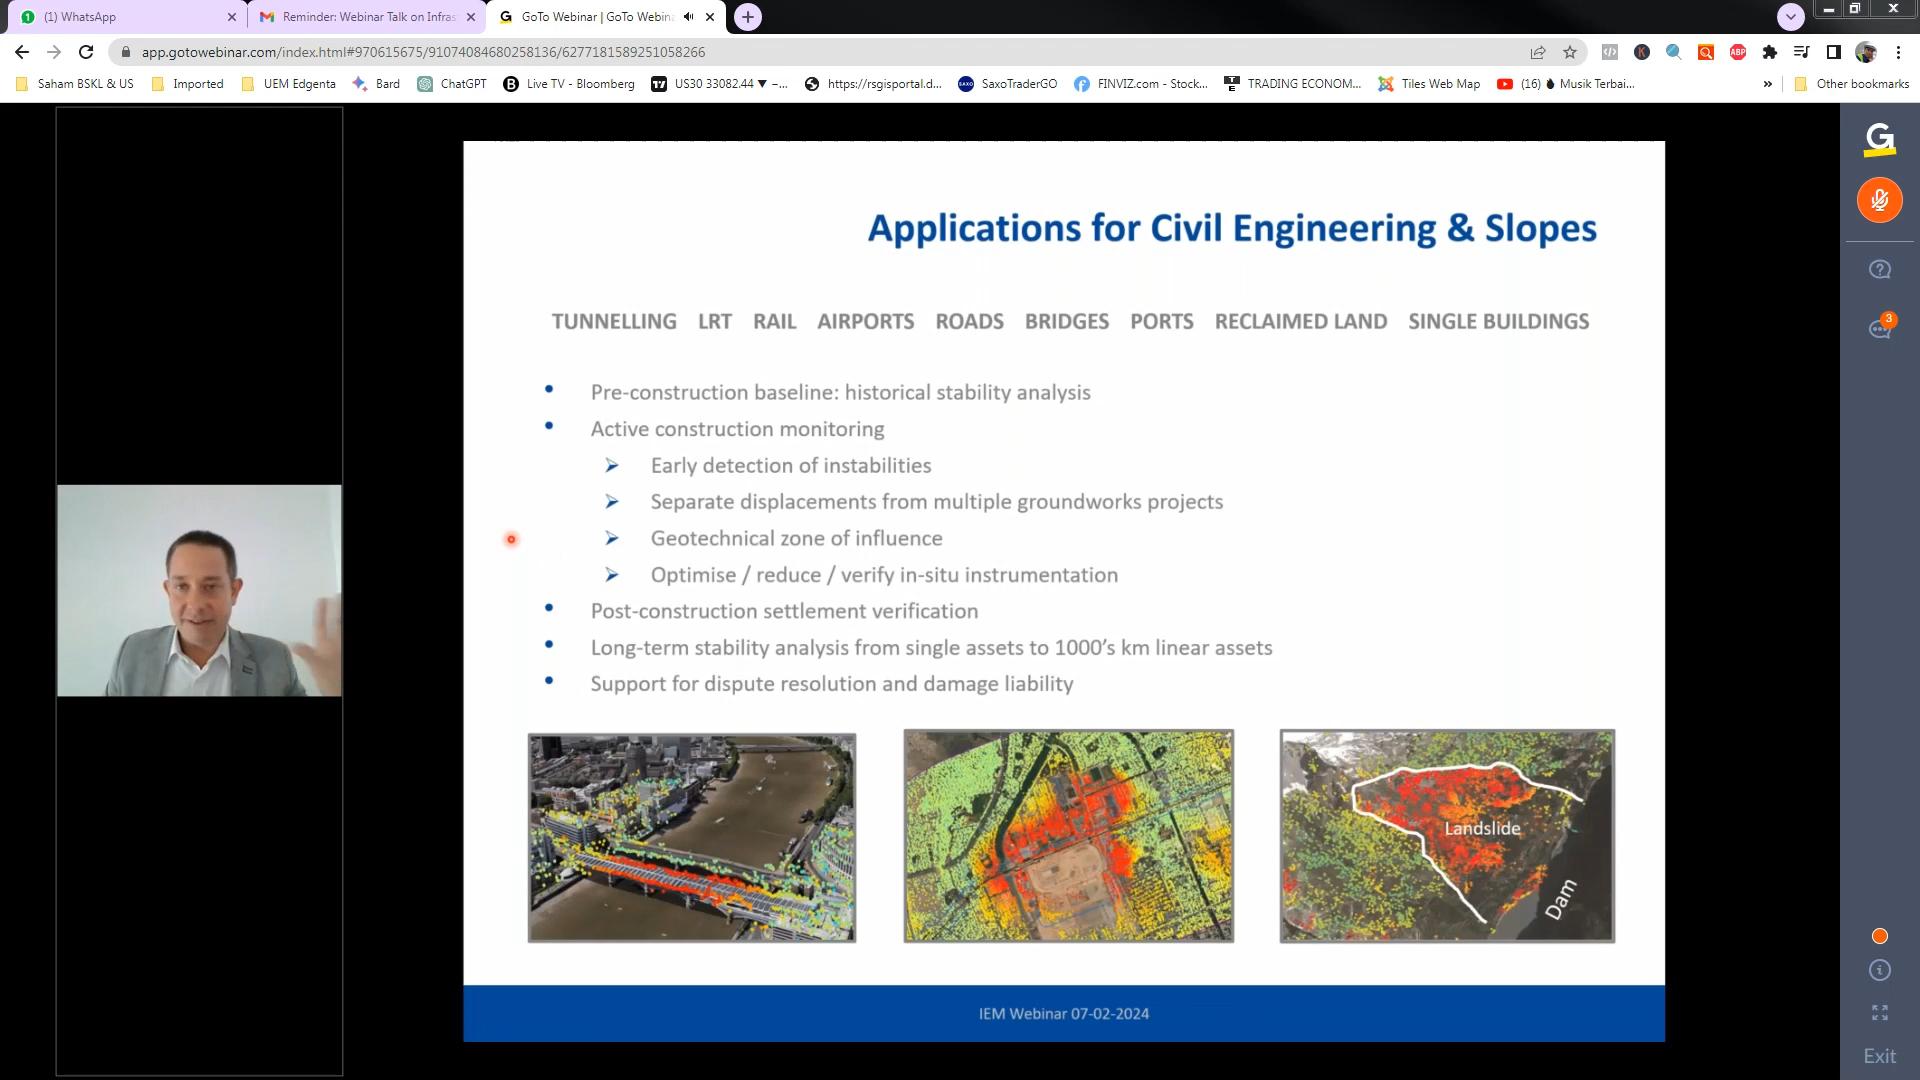 (1) WhatsApp
Reminder: Webinar Talk on Infras
GoTo Webinar | GoTo Webina
app.gotowebinar.com/index.html#970615675/91074084680258136/6277181589251058266
Saham BSKL & US
Imported
UEM Edgenta
Bard
ChatGPT
Live TV - Bloomberg
US30 33082.44 ▼ −...
https://rsgisportal.d...
SaxoTraderGO
FINVIZ.com - Stock...
TRADING ECONOM...
Tiles Web Map
(16) Musik Terbai...
»
Other bookmarks
G
3
Applications for Civil Engineering & Slopes
TUNNELLING LRT RAIL AIRPORTS ROADS BRIDGES PORTS RECLAIMED LAND SINGLE BUILDINGS
• Pre-construction baseline: historical stability analysis
• Active construction monitoring
➢ Early detection of instabilities
➢ Separate displacements from multiple groundworks projects
➢ Geotechnical zone of influence
➢ Optimise / reduce / verify in-situ instrumentation
• Post-construction settlement verification
• Long-term stability analysis from single assets to 1000's km linear assets
• Support for dispute resolution and damage liability
Landslide
Dam
IEM Webinar 07-02-2024
Exit